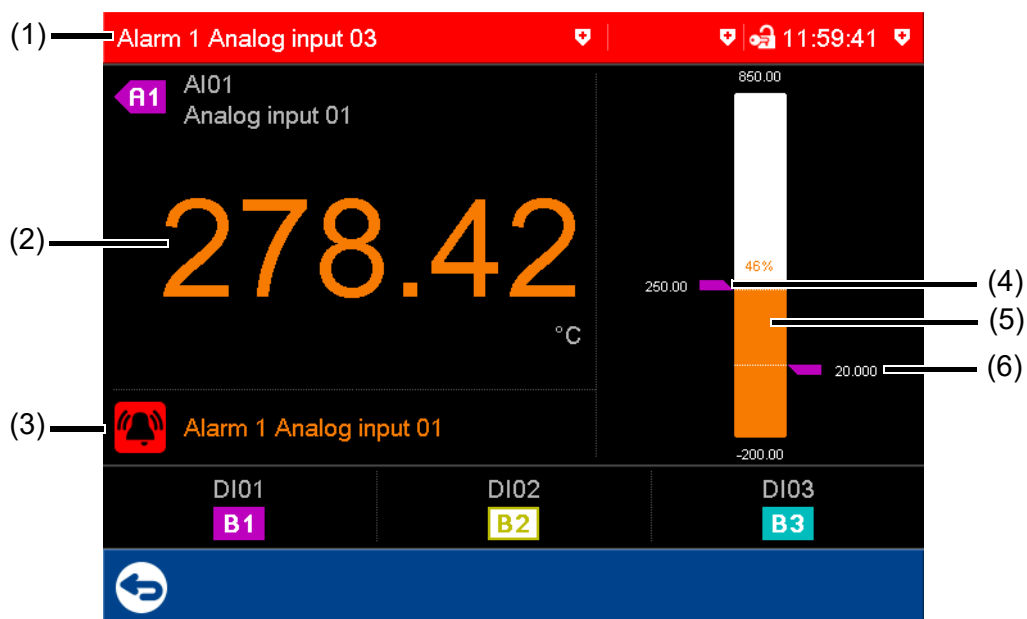 (1)
Alarm 1 Analog input 03
11:59:41
A1
AI01
Analog input 01
850.00
(2)
278.42
°C
46%
250.00
(4)
(5)
20.000
(6)
(3)
Alarm 1 Analog input 01
-200.00
DI01
DI02
DI03
B1
B2
B3